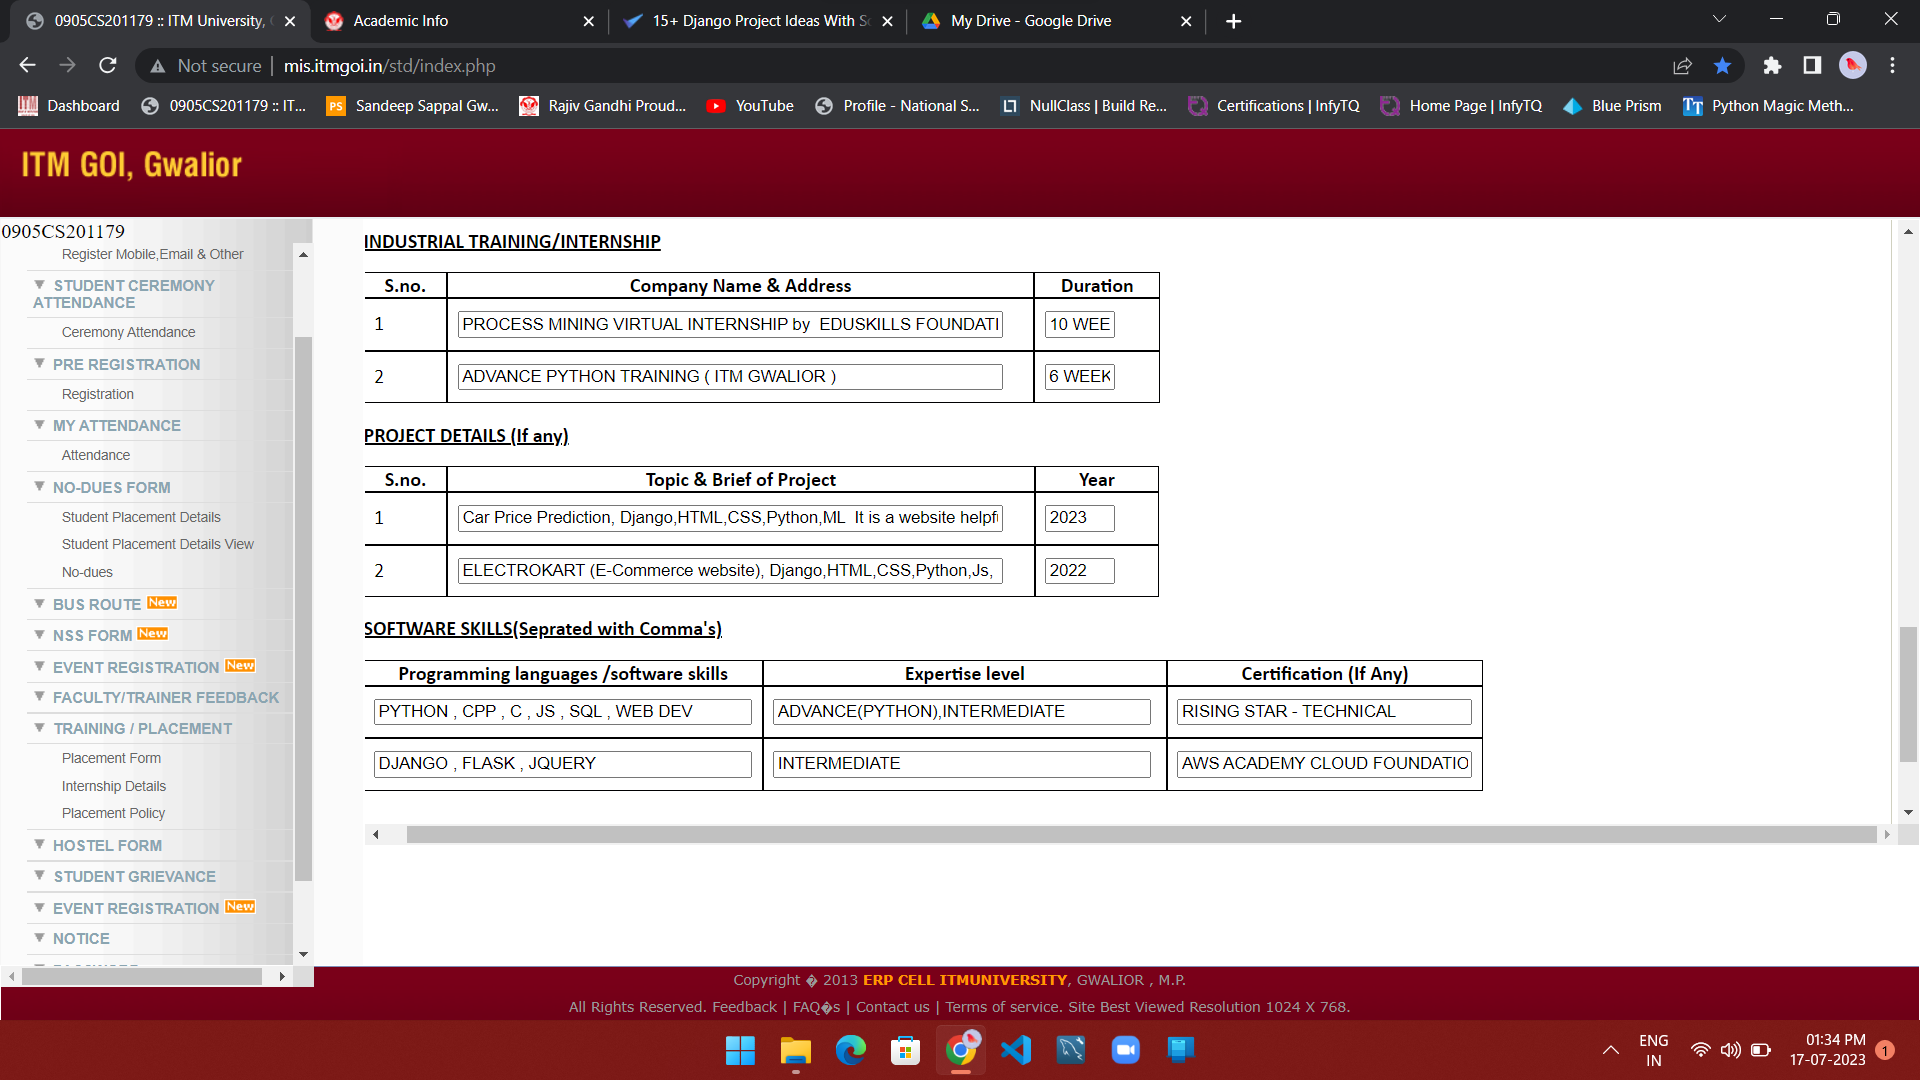 0905CS201179 :: ITM University,
Academic Info
15+ Django Project Ideas With So
My Drive - Google Drive
Not secure
mis.itmgoi.in/std/index.php
Dashboard
0905CS201179 :: IT...
PS
Sandeep Sappal Gw...
Rajiv Gandhi Proud...
YouTube
Profile - National S...
NullClass | Build Re...
Certifications | InfyTQ
Home Page | InfyTQ
Blue Prism
TT
Python Magic Meth...
ITM GOI, Gwalior
0905CS201179
Register Mobile,Email & Other
STUDENT CEREMONY
ATTENDANCE
Ceremony Attendance
PRE REGISTRATION
Registration
MY ATTENDANCE
Attendance
NO-DUES FORM
Student Placement Details
Student Placement Details View
No-dues
BUS ROUTE New
NSS FORM New
EVENT REGISTRATION New
FACULTY/TRAINER FEEDBACK
TRAINING / PLACEMENT
Placement Form
Internship Details
Placement Policy
HOSTEL FORM
STUDENT GRIEVANCE
EVENT REGISTRATION New
NOTICE
INDUSTRIAL TRAINING/INTERNSHIP
S.no. Company Name & Address Duration
1 PROCESS MINING VIRTUAL INTERNSHIP by EDUSKILLS FOUNDATI 10 WEE
2 ADVANCE PYTHON TRAINING ( ITM GWALIOR ) 6 WEEK
PROJECT DETAILS (If any)
S.no. Topic & Brief of Project Year
1 Car Price Prediction, Django,HTML,CSS,Python,ML It is a website helpf 2023
2 ELECTROKART (E-Commerce website), Django,HTML,CSS,Python,Js, 2022
SOFTWARE SKILLS(Seprated with Comma's)
Programming languages /software skills Expertise level Certification (If Any)
PYTHON , CPP , C , JS , SQL , WEB DEV ADVANCE(PYTHON),INTERMEDIATE RISING STAR - TECHNICAL
DJANGO , FLASK , JQUERY INTERMEDIATE AWS ACADEMY CLOUD FOUNDATIO
Copyright � 2013 ERP CELL ITMUNIVERSITY, GWALIOR , M.P.
All Rights Reserved. Feedback | FAQ�s | Contact us | Terms of service. Site Best Viewed Resolution 1024 X 768.
ENG
IN
01:34 PM
17-07-2023
1